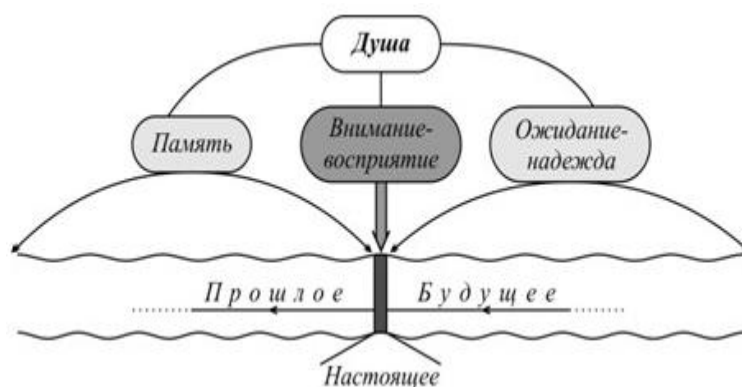 Душа
Память
Внимание-
восприятие
Ожидание-
надежда
Прошлое
Будущее
Настоящее